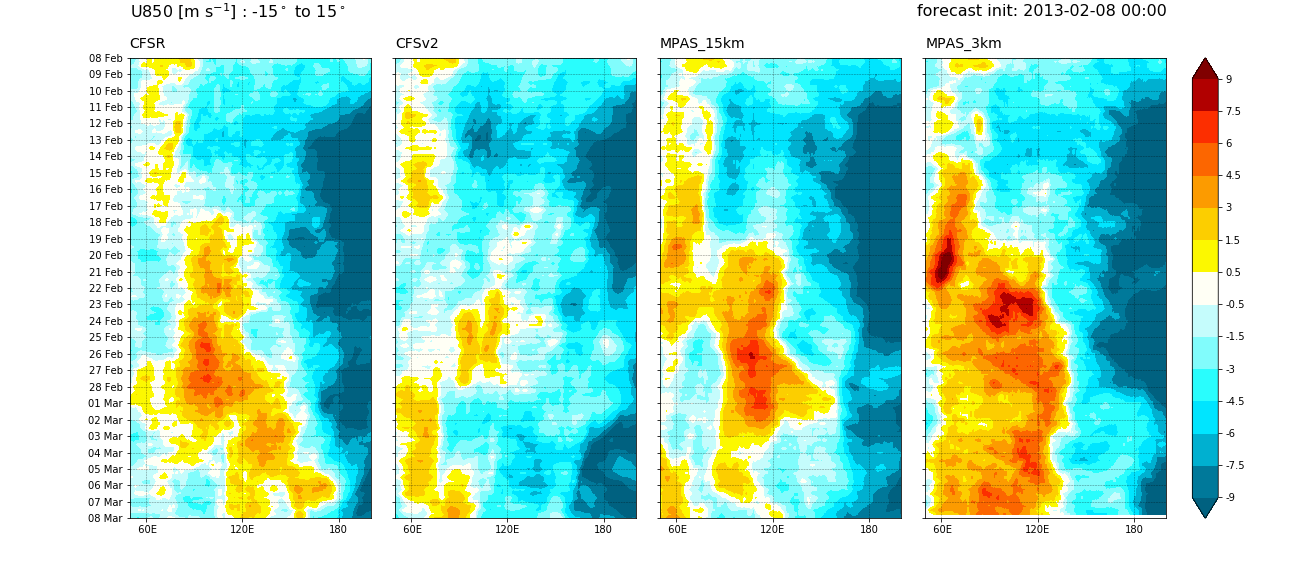 U850 [m s⁻¹] : -15° to 15°
forecast init: 2013-02-08 00:00
CFSR
CFSv2
MPAS_15km
MPAS_3km
08 Feb
09 Feb
10 Feb
11 Feb
12 Feb
13 Feb
14 Feb
15 Feb
16 Feb
17 Feb
18 Feb
19 Feb
20 Feb
21 Feb
22 Feb
23 Feb
24 Feb
25 Feb
26 Feb
27 Feb
28 Feb
01 Mar
02 Mar
03 Mar
04 Mar
05 Mar
06 Mar
07 Mar
08 Mar
60E 120E 180
60E 120E 180
60E 120E 180
60E 120E 180
9
7.5
6
4.5
3
1.5
0.5
-0.5
-1.5
-3
-4.5
-6
-7.5
-9